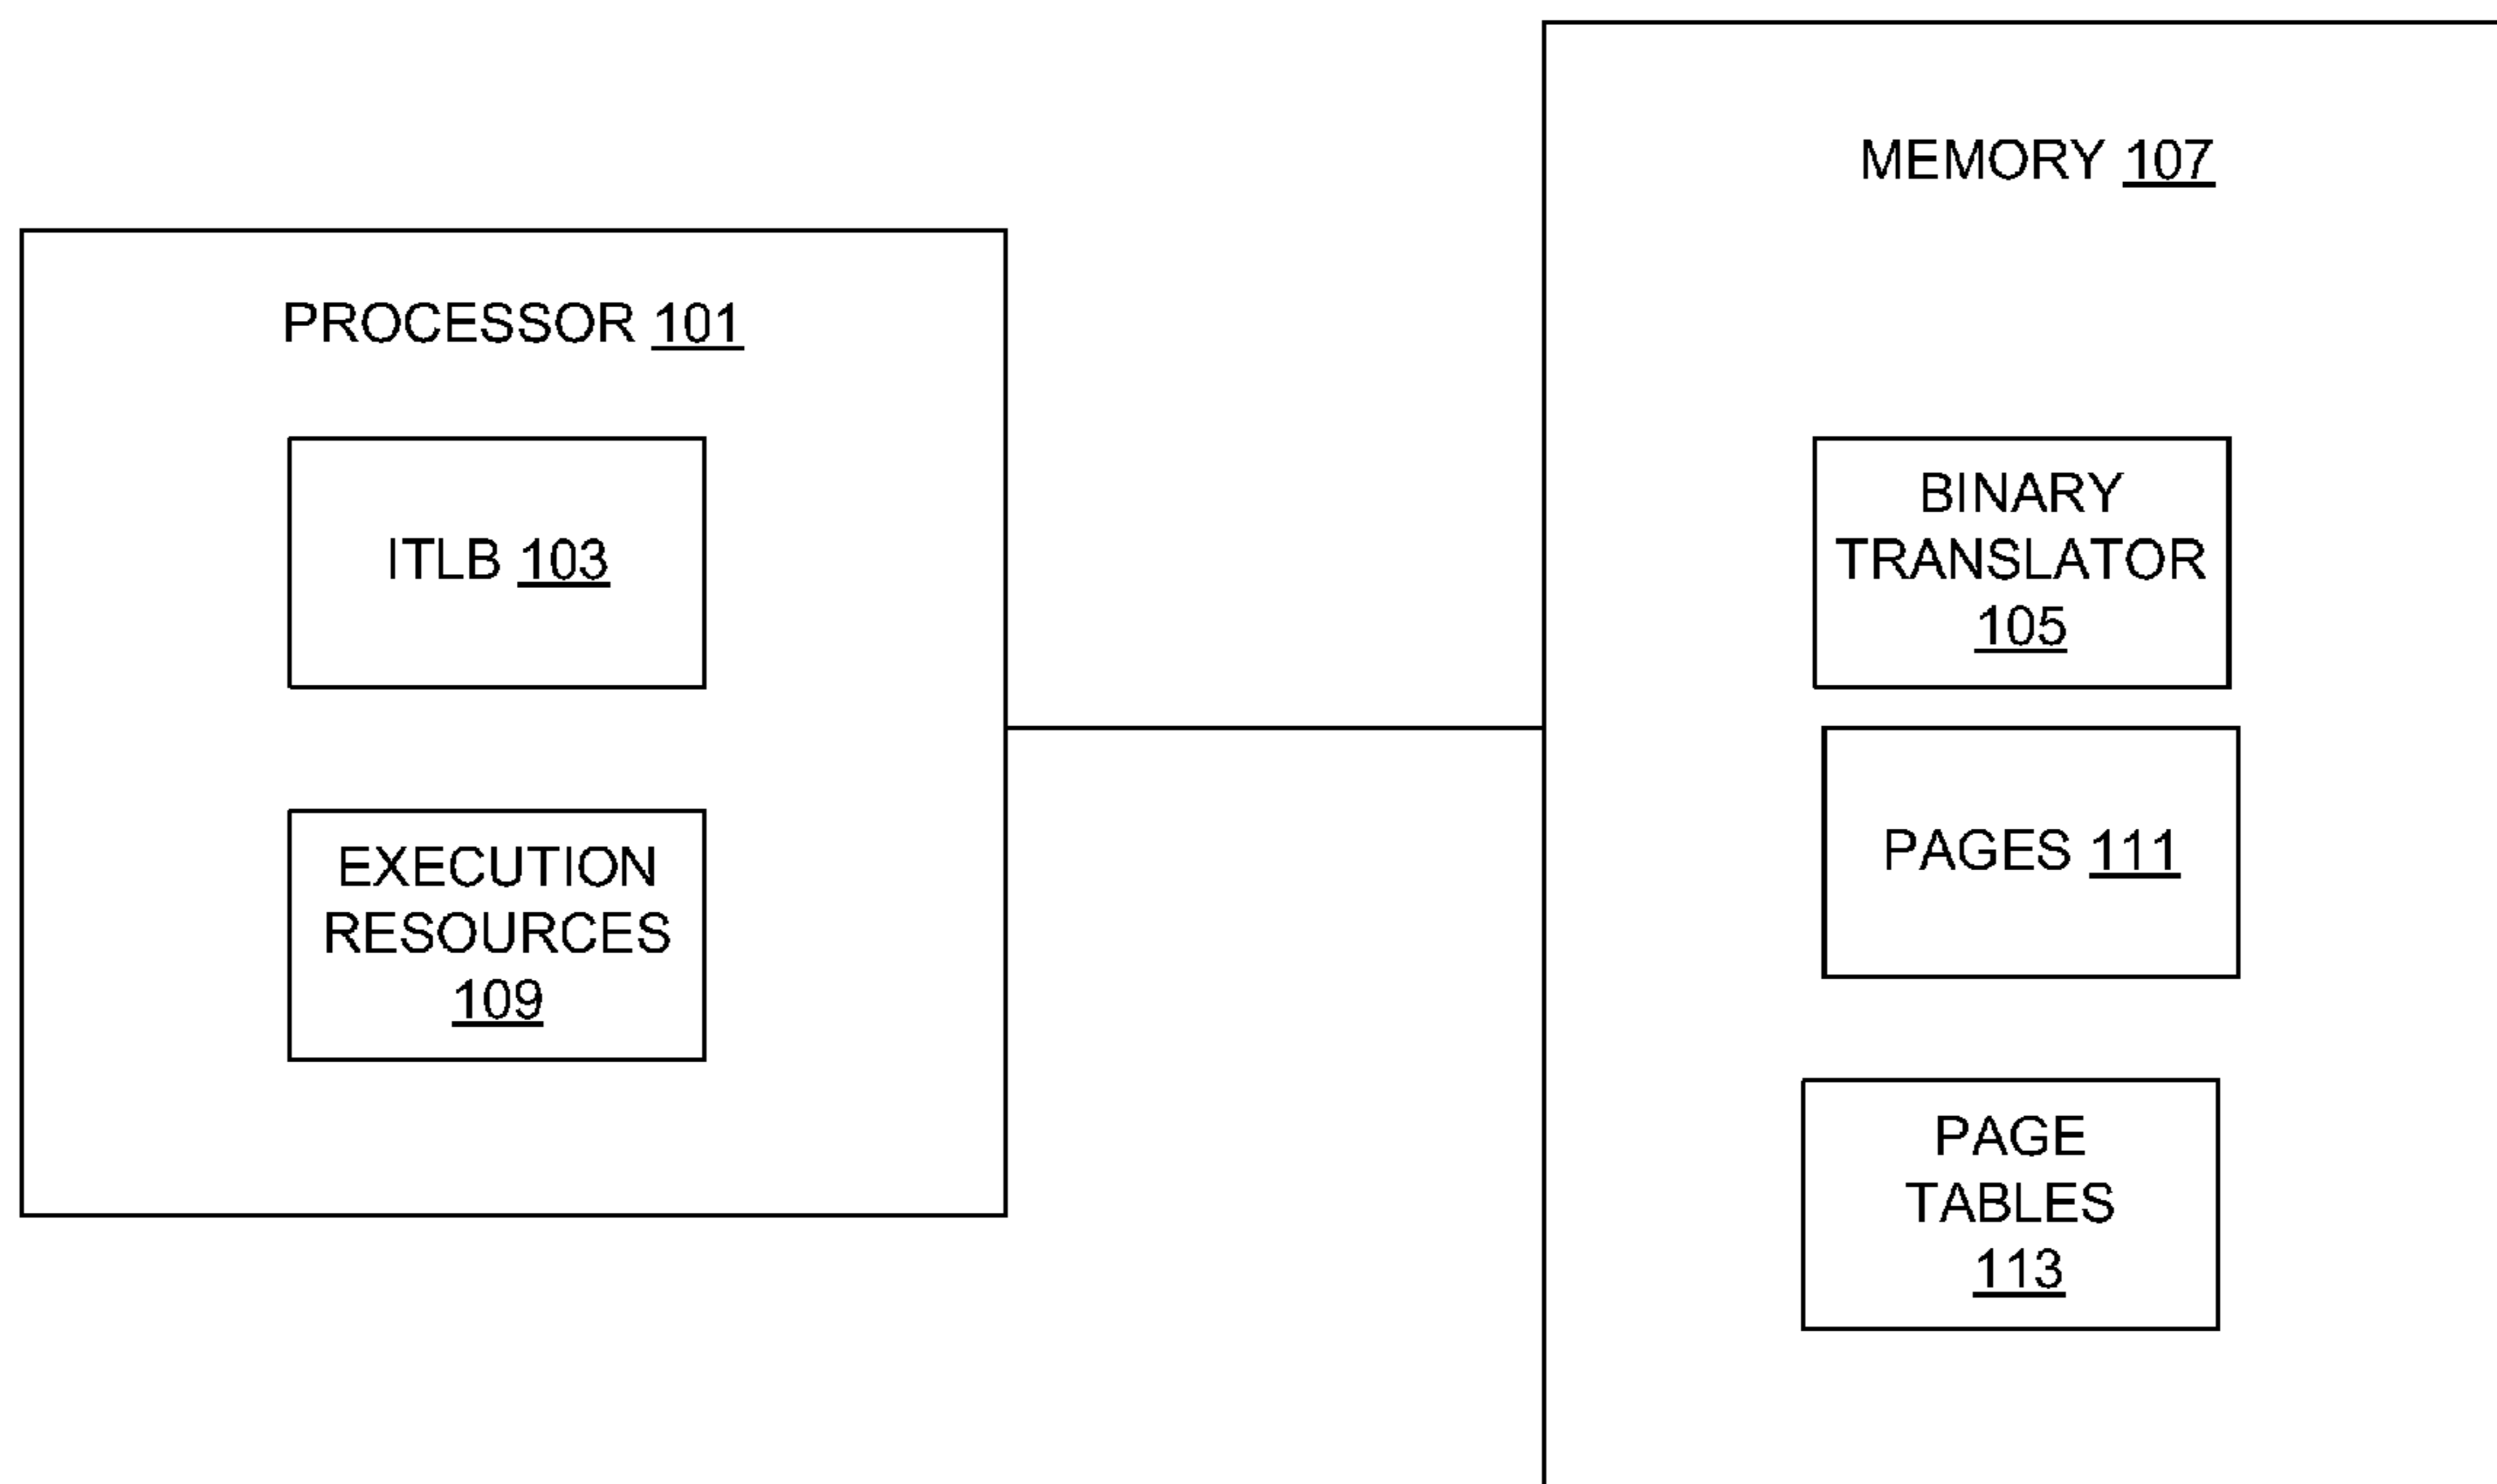 PROCESSOR 101
ITLB 103
EXECUTION
RESOURCES
109
MEMORY 107
BINARY
TRANSLATOR
105
PAGES 111
PAGE
TABLES
113